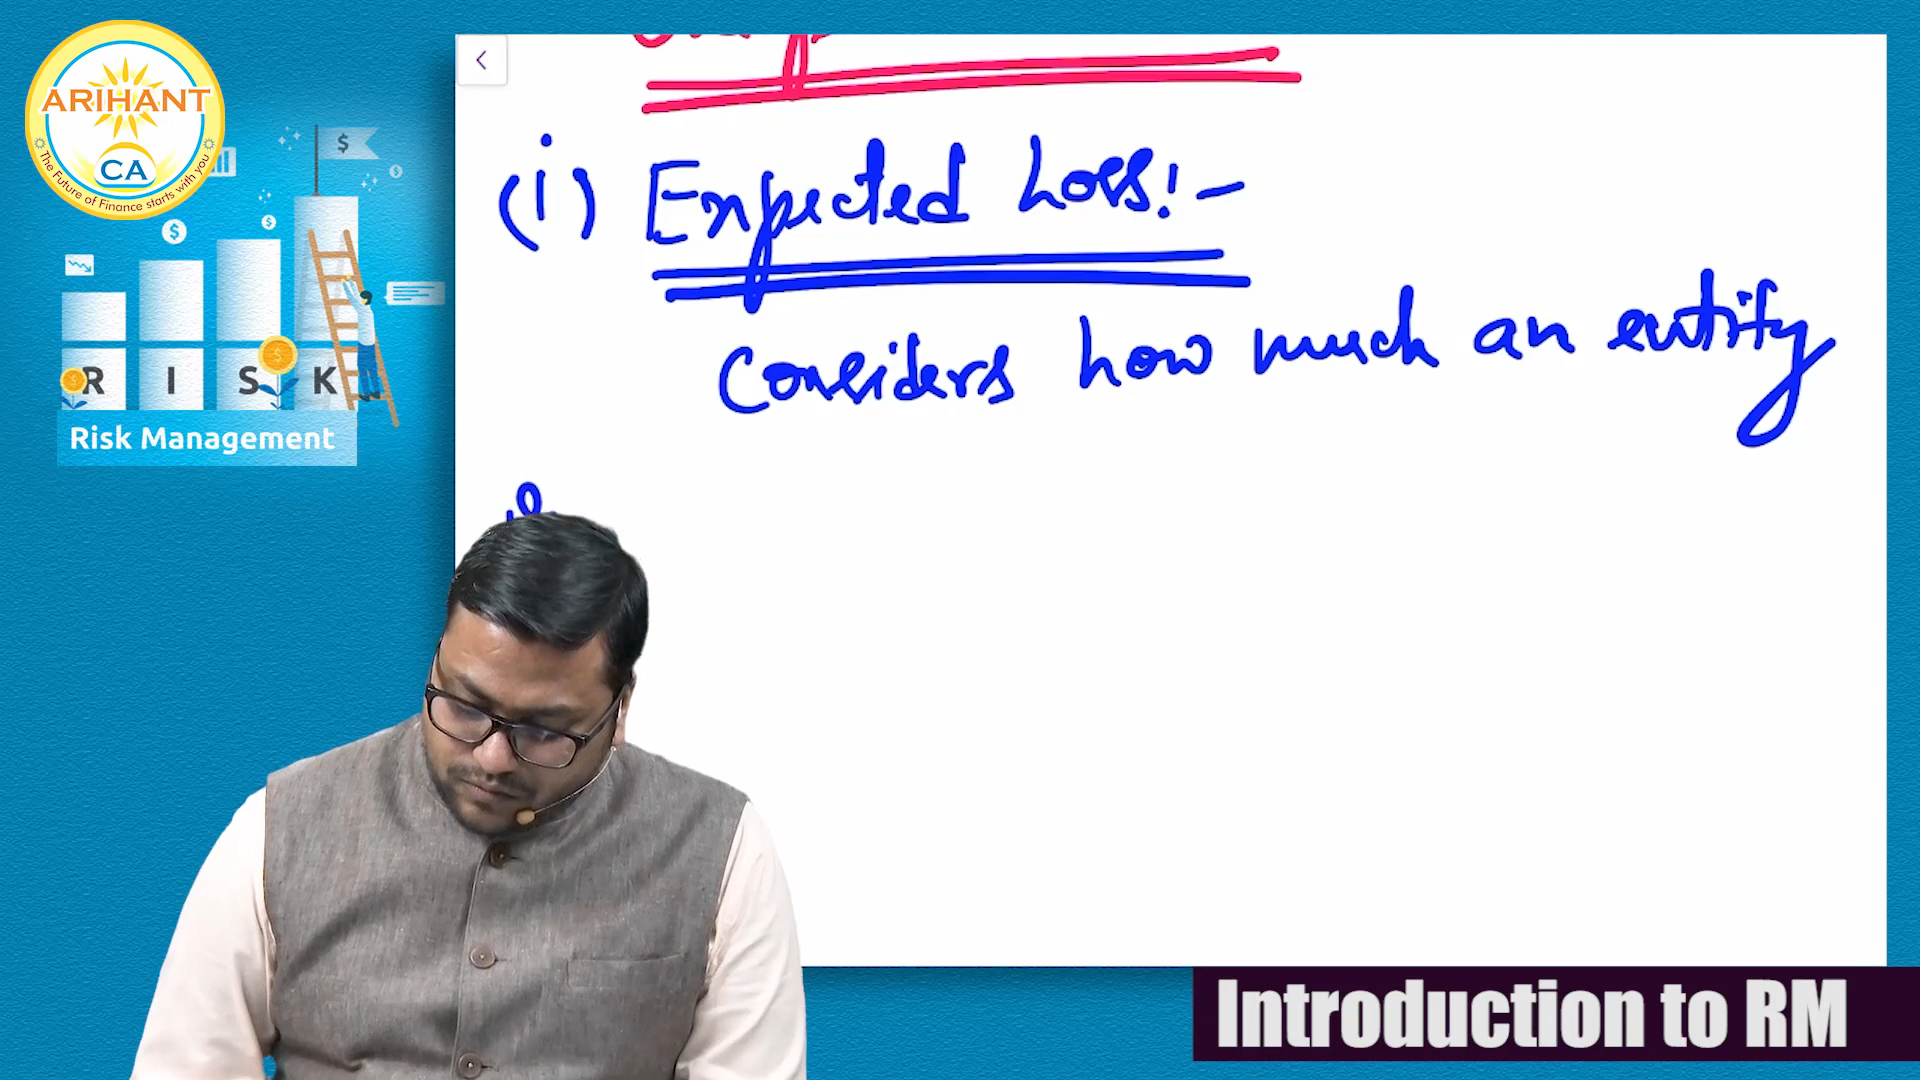 ARIHANT
CA
The Future of Finance starts with you
R I S K
Risk Management
(i) Expected Loss:-
Considers how much an entity
Introduction to RM